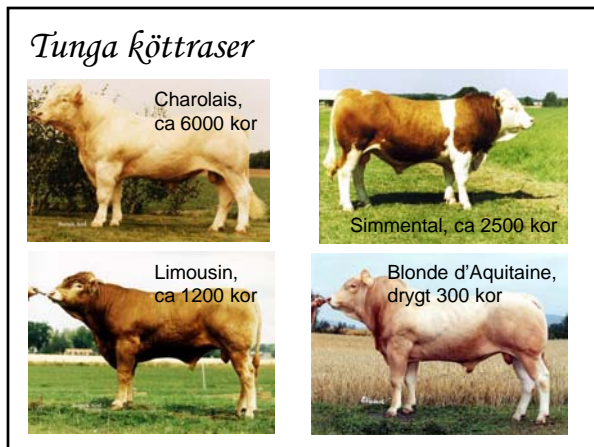 Tunga köttraser
Charolais,
ca 6000 kor
Simmental, ca 2500 kor
Limousin,
ca 1200 kor
Blonde d'Aquitaine,
drygt 300 kor